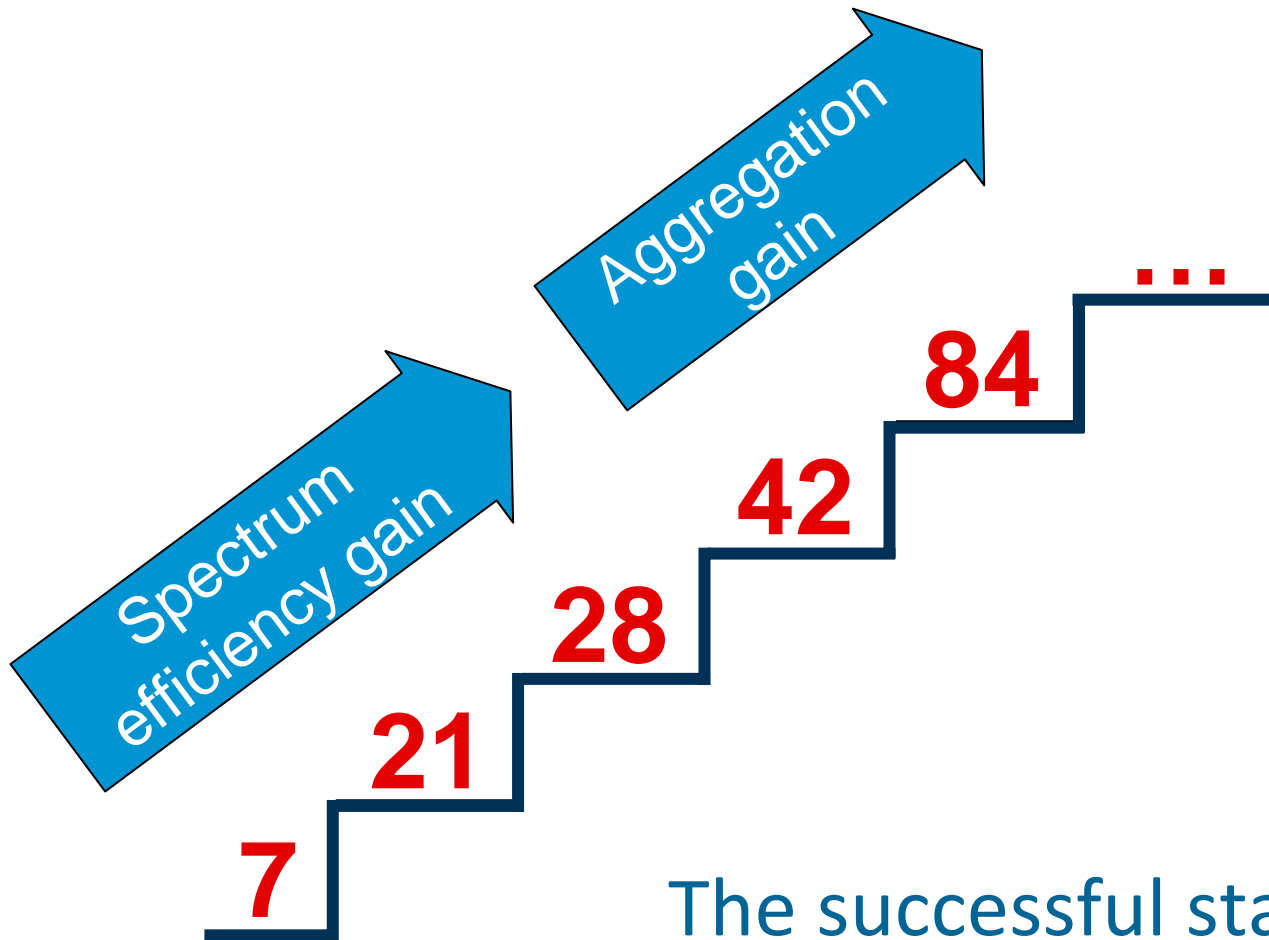 Aggregation
gain
...
84
Spectrum
efficiency gain
42
28
21
7
The successful sta